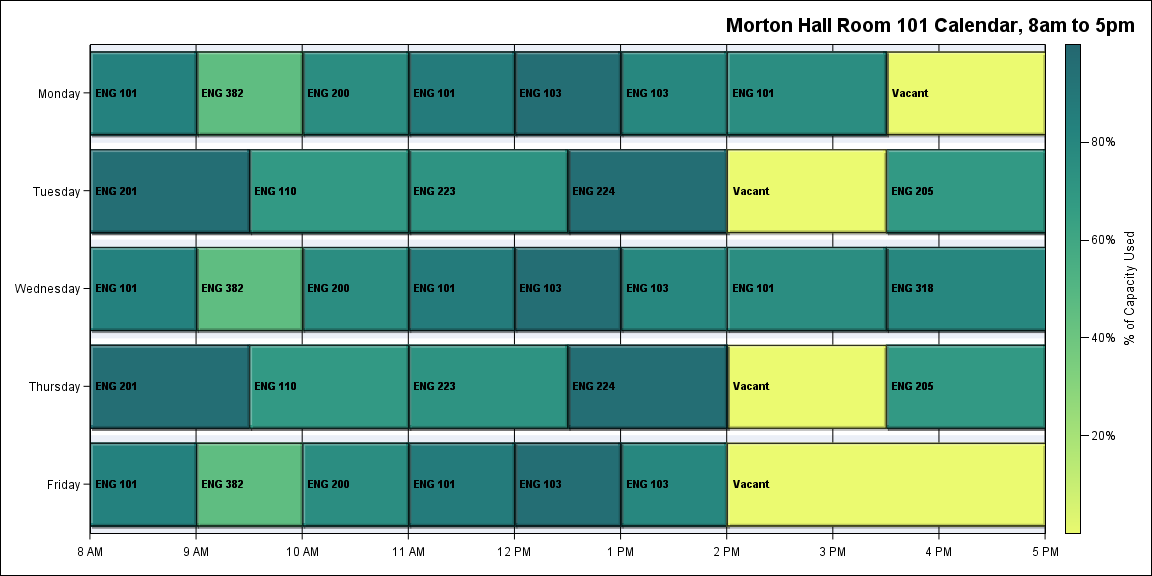 Morton Hall Room 101 Calendar, 8am to 5pm
Monday
ENG 101
ENG 382
ENG 200
ENG 101
ENG 103
ENG 103
ENG 101
Vacant
Tuesday
ENG 201
ENG 110
ENG 223
ENG 224
Vacant
ENG 205
Wednesday
ENG 101
ENG 382
ENG 200
ENG 101
ENG 103
ENG 103
ENG 101
ENG 318
Thursday
ENG 201
ENG 110
ENG 223
ENG 224
Vacant
ENG 205
Friday
ENG 101
ENG 382
ENG 200
ENG 101
ENG 103
ENG 103
Vacant
8 AM
9 AM
10 AM
11 AM
12 PM
1 PM
2 PM
3 PM
4 PM
5 PM
80%
60%
40%
20%
% of Capacity Used